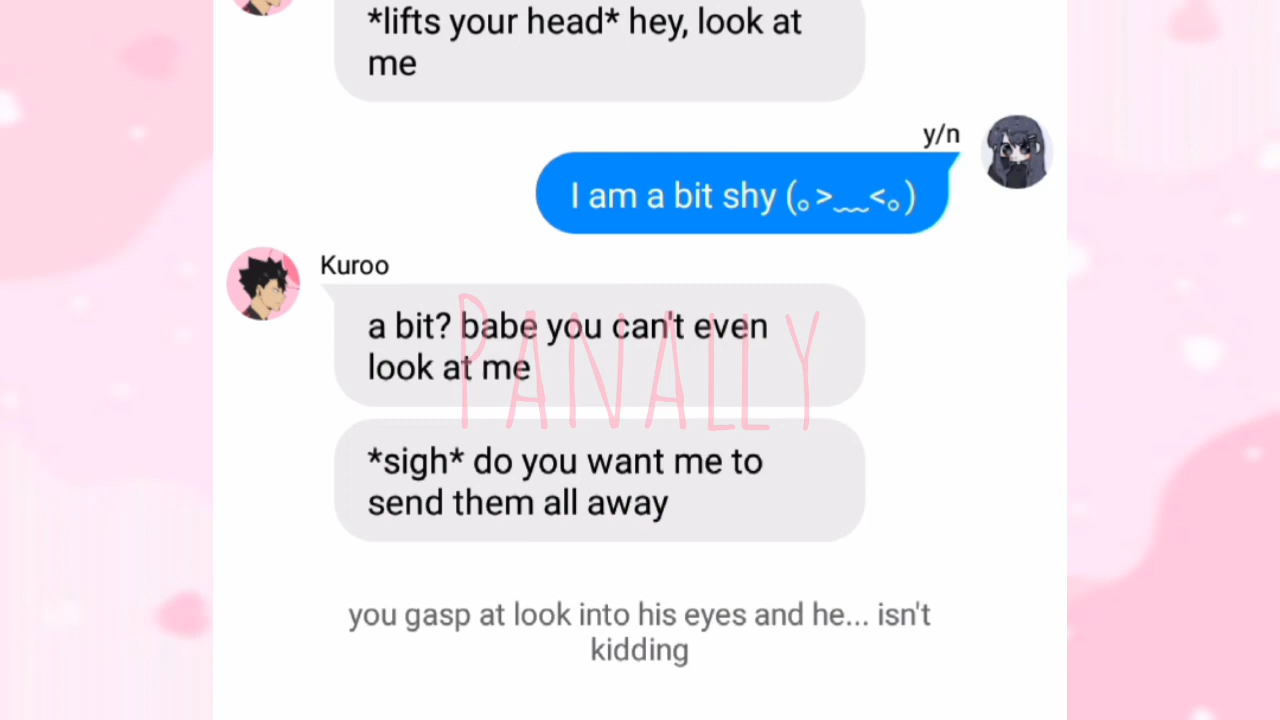 *lifts your head* hey, look at
me
y/n
I am a bit shy (｡>﹏<｡)
Kuroo
a bit? babe you can't even
look at me
PANALLY
*sigh* do you want me to
send them all away
you gasp at look into his eyes and he... isn't
kidding